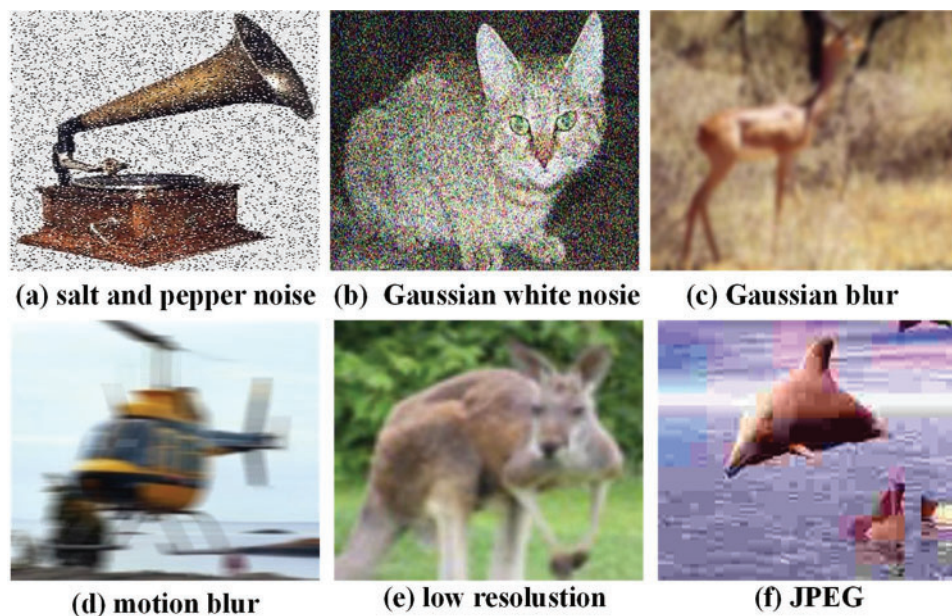 (a) salt and pepper noise
(b) Gaussian white nosie
(c) Gaussian blur
(d) motion blur
(e) low resolustion
(f) JPEG